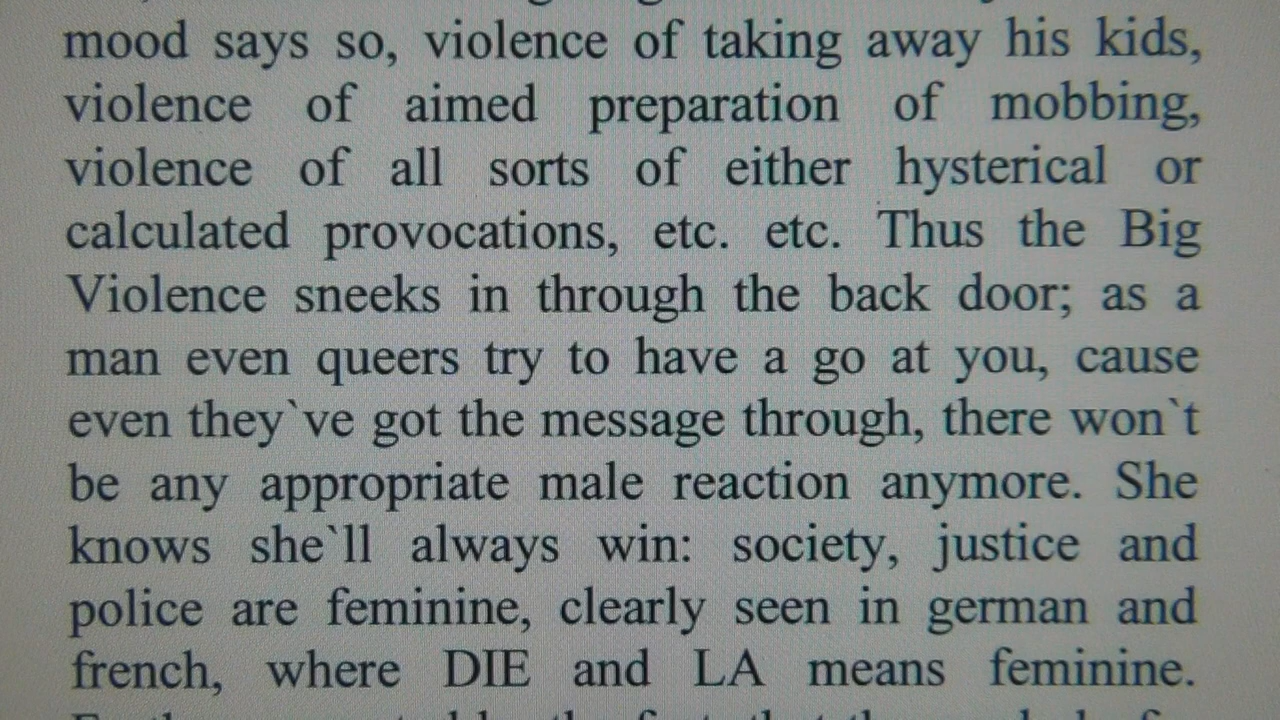 mood says so, violence of taking away his kids,
violence of aimed preparation of mobbing,
violence of all sorts of either hysterical or
calculated provocations, etc. etc. Thus the Big
Violence sneeks in through the back door; as a
man even queers try to have a go at you, cause
even they`ve got the message through, there won`t
be any appropriate male reaction anymore. She
knows she`ll always win: society, justice and
police are feminine, clearly seen in german and
french, where DIE and LA means feminine.